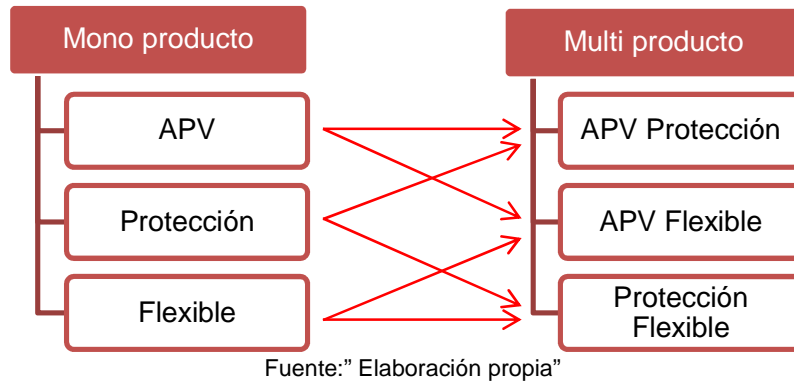 Mono producto
APV
Protección
Flexible
Multi producto
APV Protección
APV Flexible
Protección
Flexible
Fuente:” Elaboración propia”